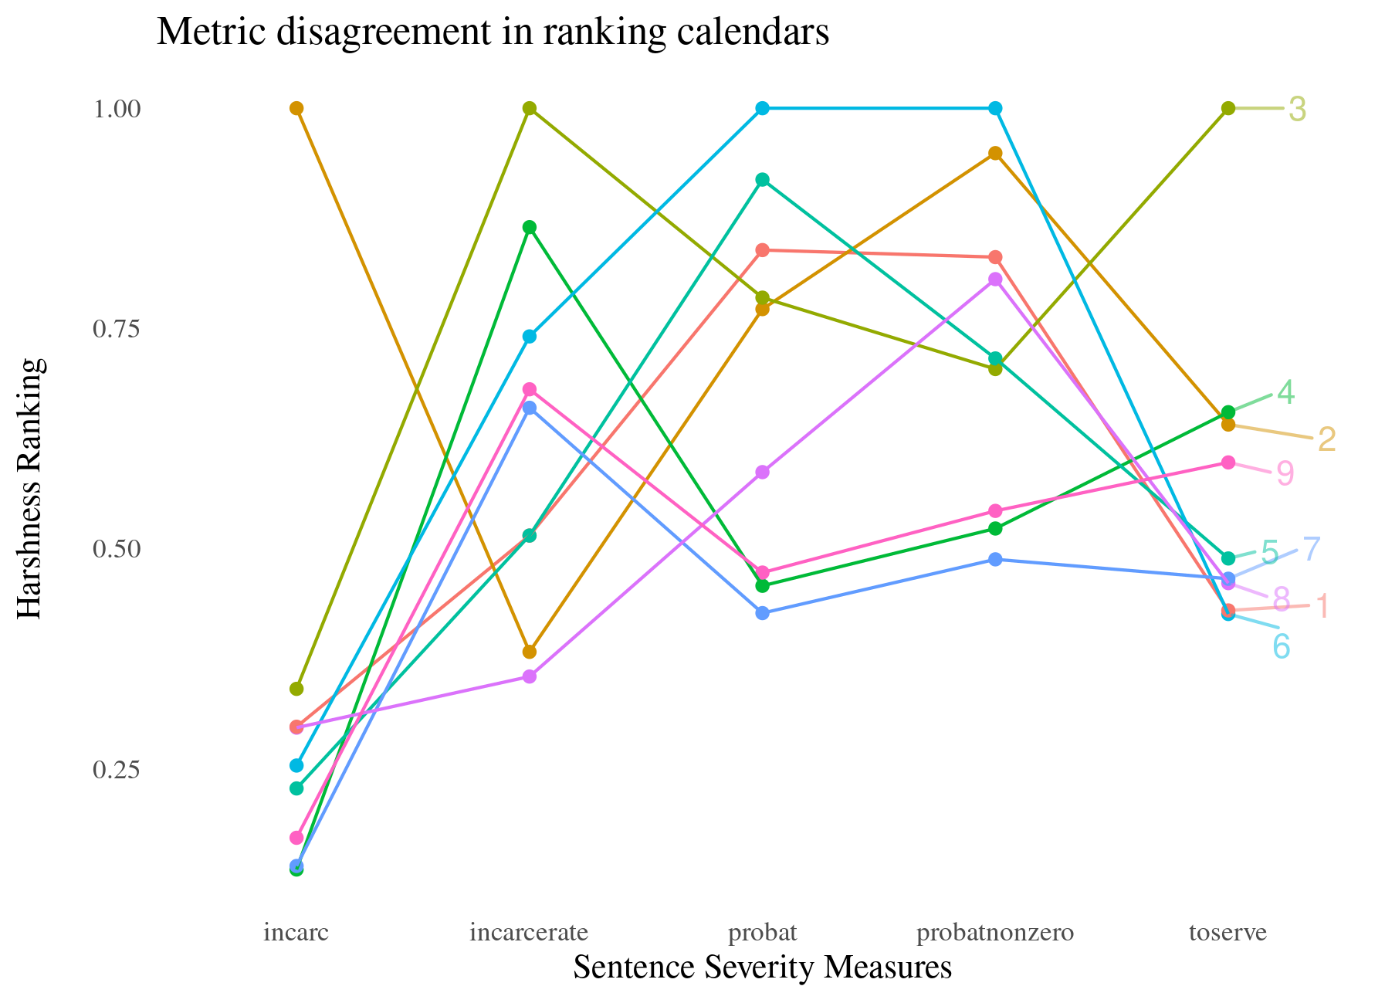 Metric disagreement in ranking calendars
1.00
0.75
0.50
0.25
Harshness Ranking
3
4
2
9
5
7
8
1
6
incarc
incarcerate
probat
probatnonzero
toserve
Sentence Severity Measures